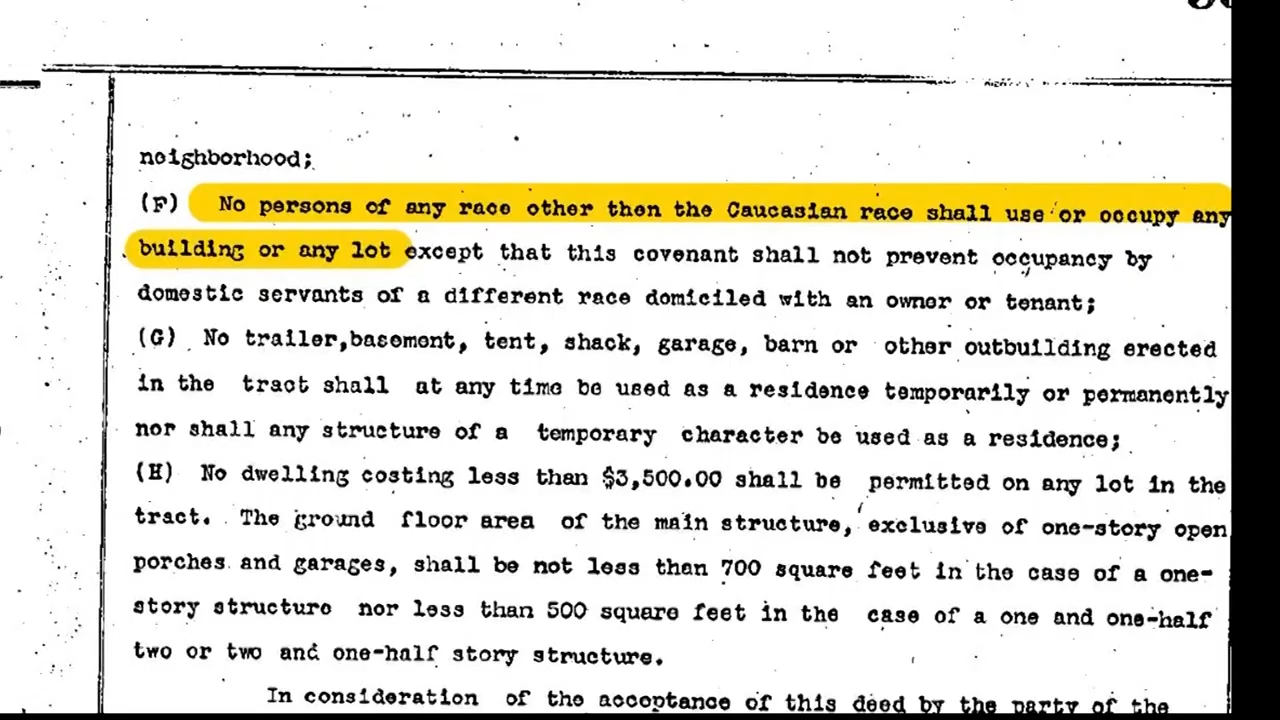 neighborhood;
(F) No persons of any race other then the Caucasian race shall use or occupy any
building or any lot except that this covenant shall not prevent occupancy by
domestic servants of a different race domiciled with an owner or tenant;
(G) No trailer,basement, tent, shack, garage, barn or other outbuilding erected
in the tract shall at any time be used as a residence temporarily or permanently
nor shall any structure of a temporary character be used as a residence;
(H) No dwelling costing less than $3,500.00 shall be permitted on any lot in the
tract. The ground floor area of the main structure, exclusive of one-story open
porches and garages, shall be not less than 700 square feet in the case of a one-
story structure nor less than 500 square feet in the case of a one and one-half
two or two and one-half story structure.
In consideration of the acceptance of this deed by the party of the